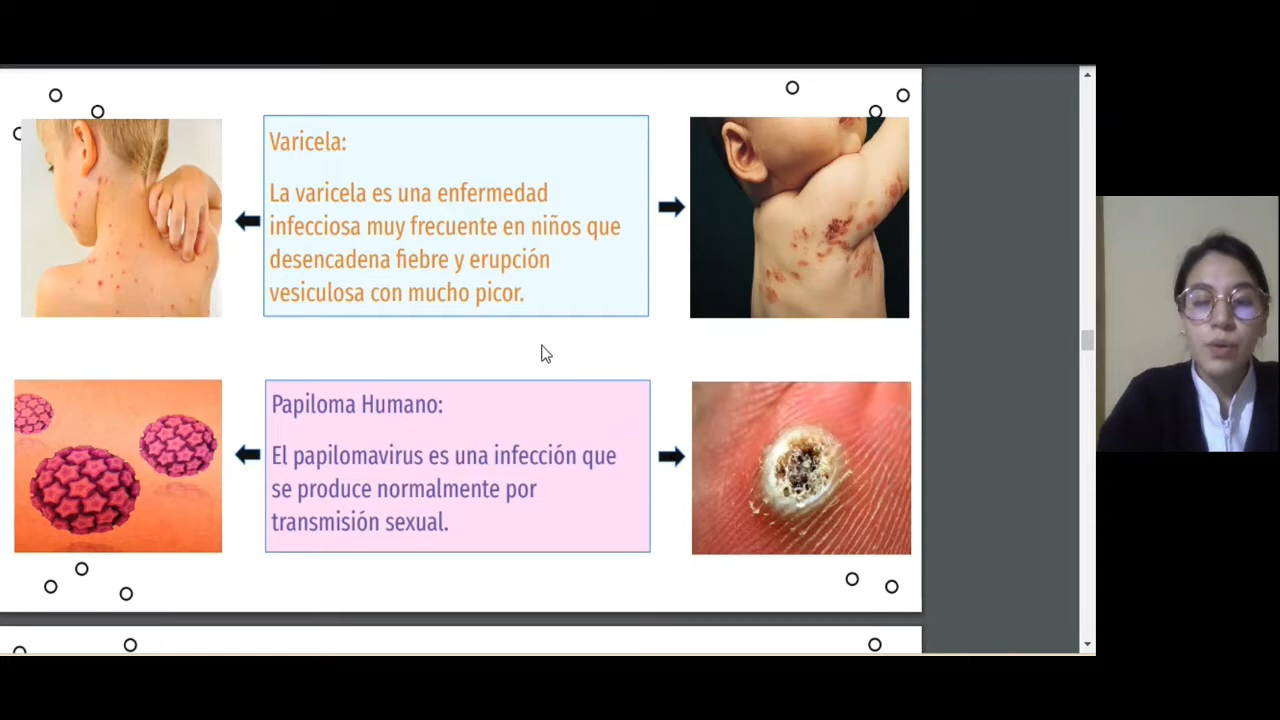 Varicela:
La varicela es una enfermedad
infecciosa muy frecuente en niños que
desencadena fiebre y erupción
vesiculosa con mucho picor.
Papiloma Humano:
El papilomavirus es una infección que
se produce normalmente por
transmisión sexual.